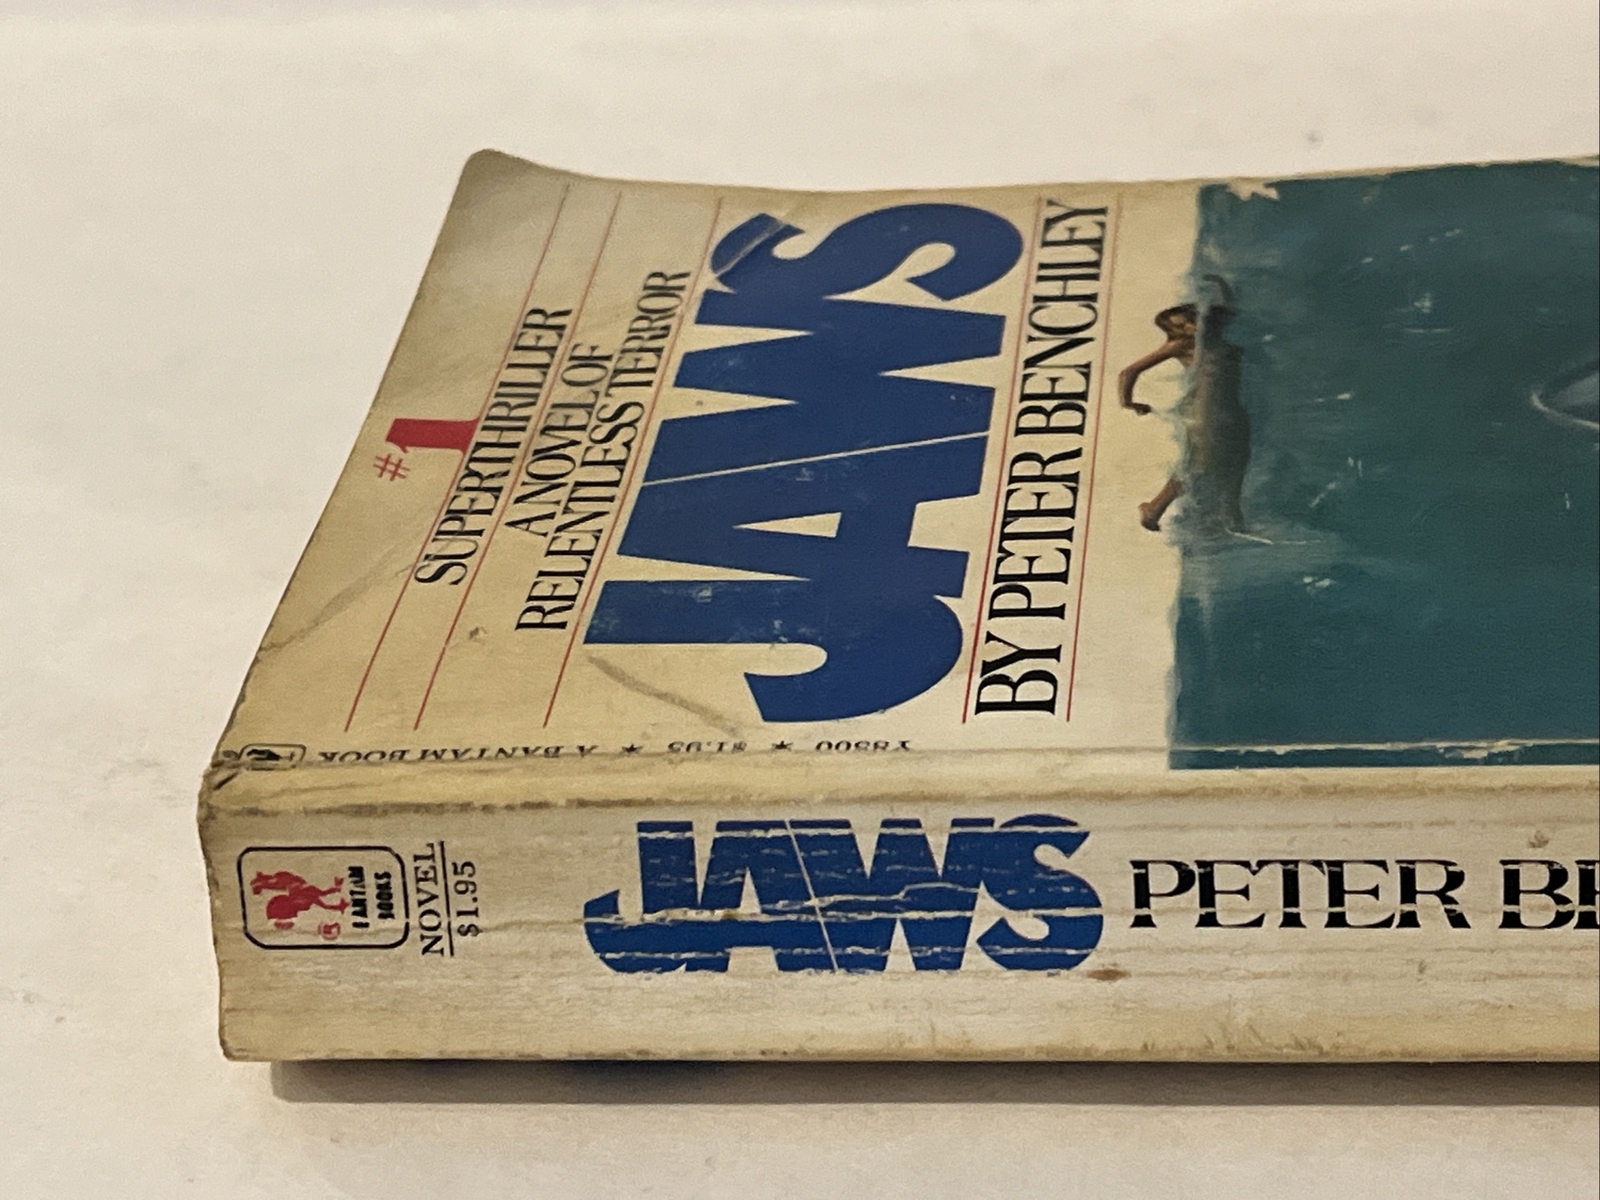 #1
SUPERTHRILLER
A NOVEL OF
RELENTLESS TERROR
JAWS
BY PETER BENCHLEY
Y8500 * $1.95 * A BANTAM BOOK
BANTAM
BOOKS
NOVEL
$1.95
JAWS PETER BE